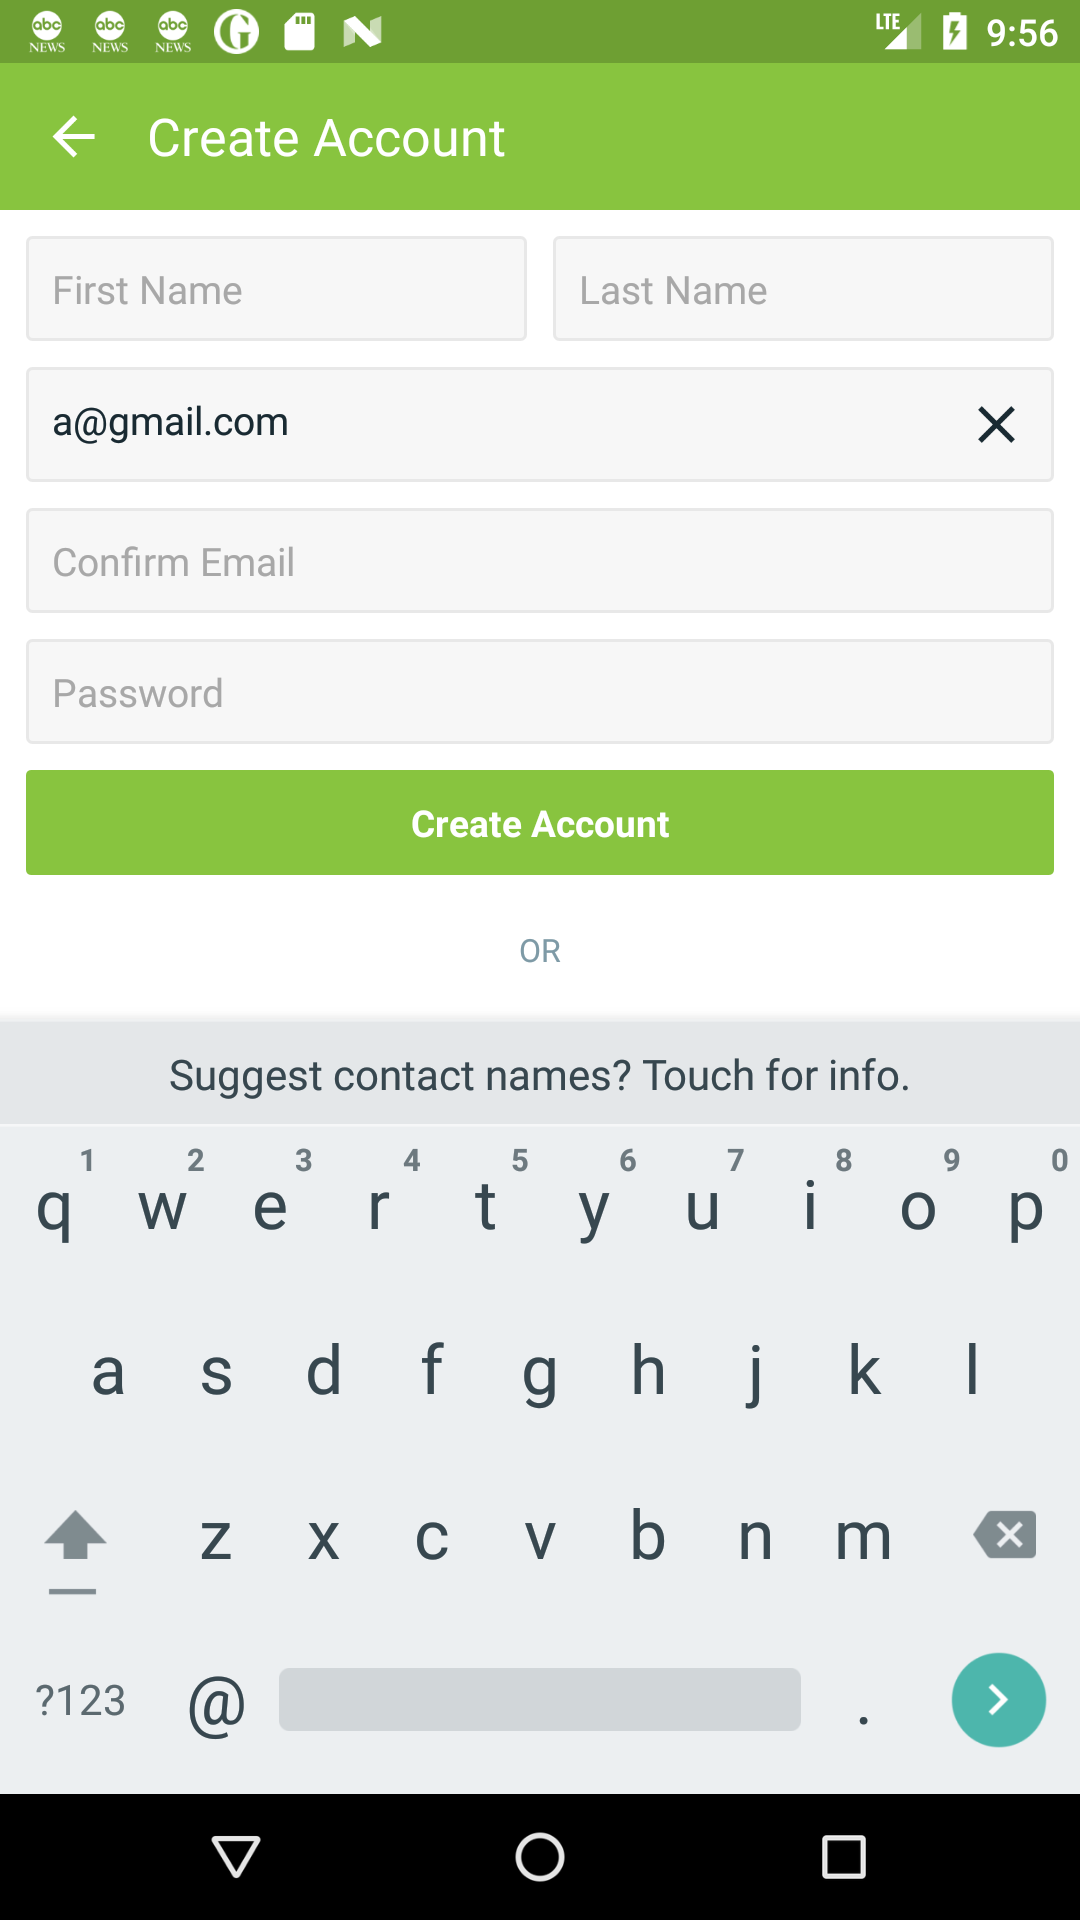 abc NEWS abc NEWS abc NEWS G N LTE 9:56
Create Account
First Name Last Name
a@gmail.com
Confirm Email
Password
Create Account
OR
Suggest contact names? Touch for info.
1 2 3 4 5 6 7 8 9 0
q w e r t y u i o p
a s d f g h j k l
z x c v b n m
?123 @ .